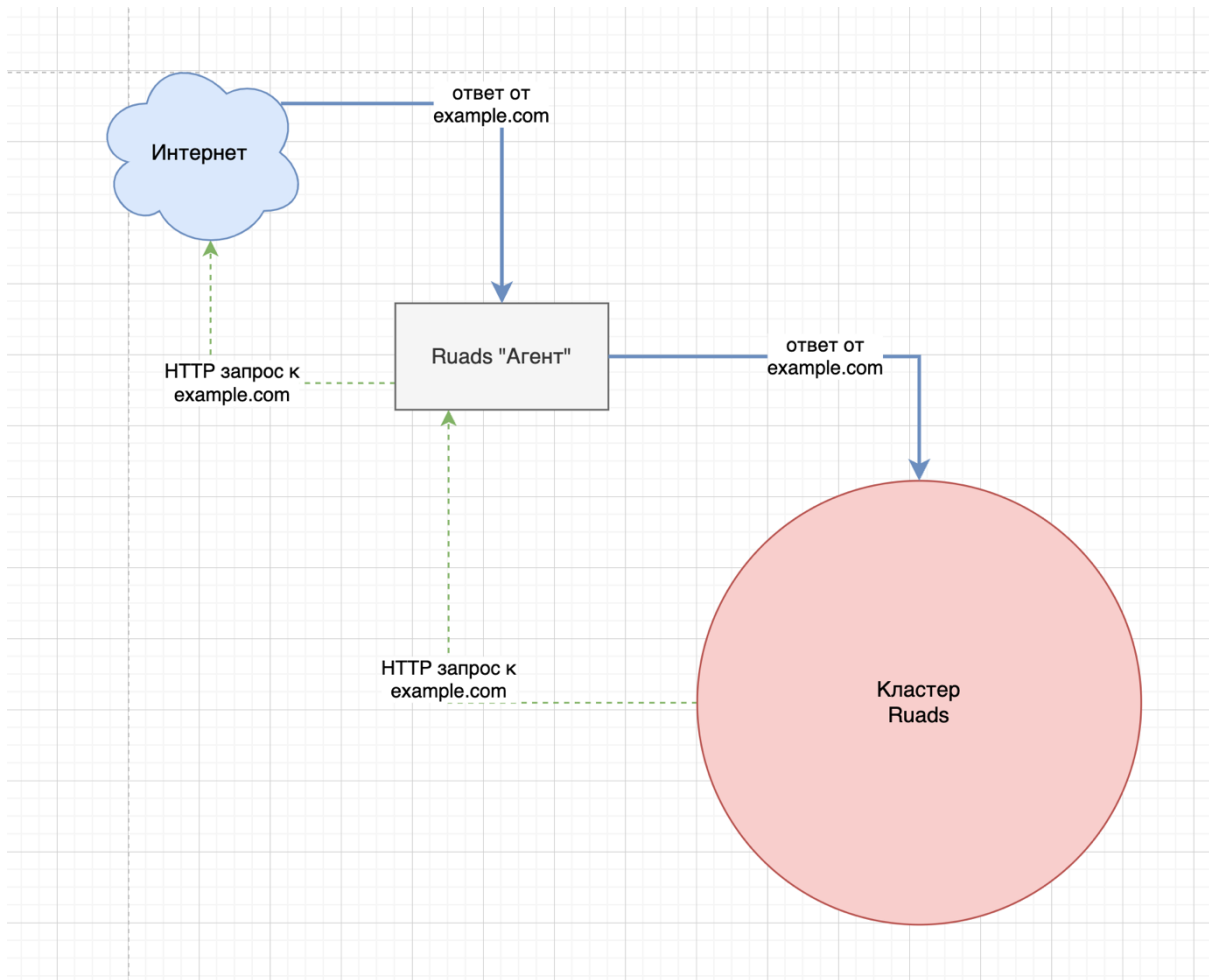 ответ от
example.com
Интернет
Ruads "Агент"
ответ от
example.com
HTTP запрос к
example.com
HTTP запрос к
example.com
Кластер
Ruads